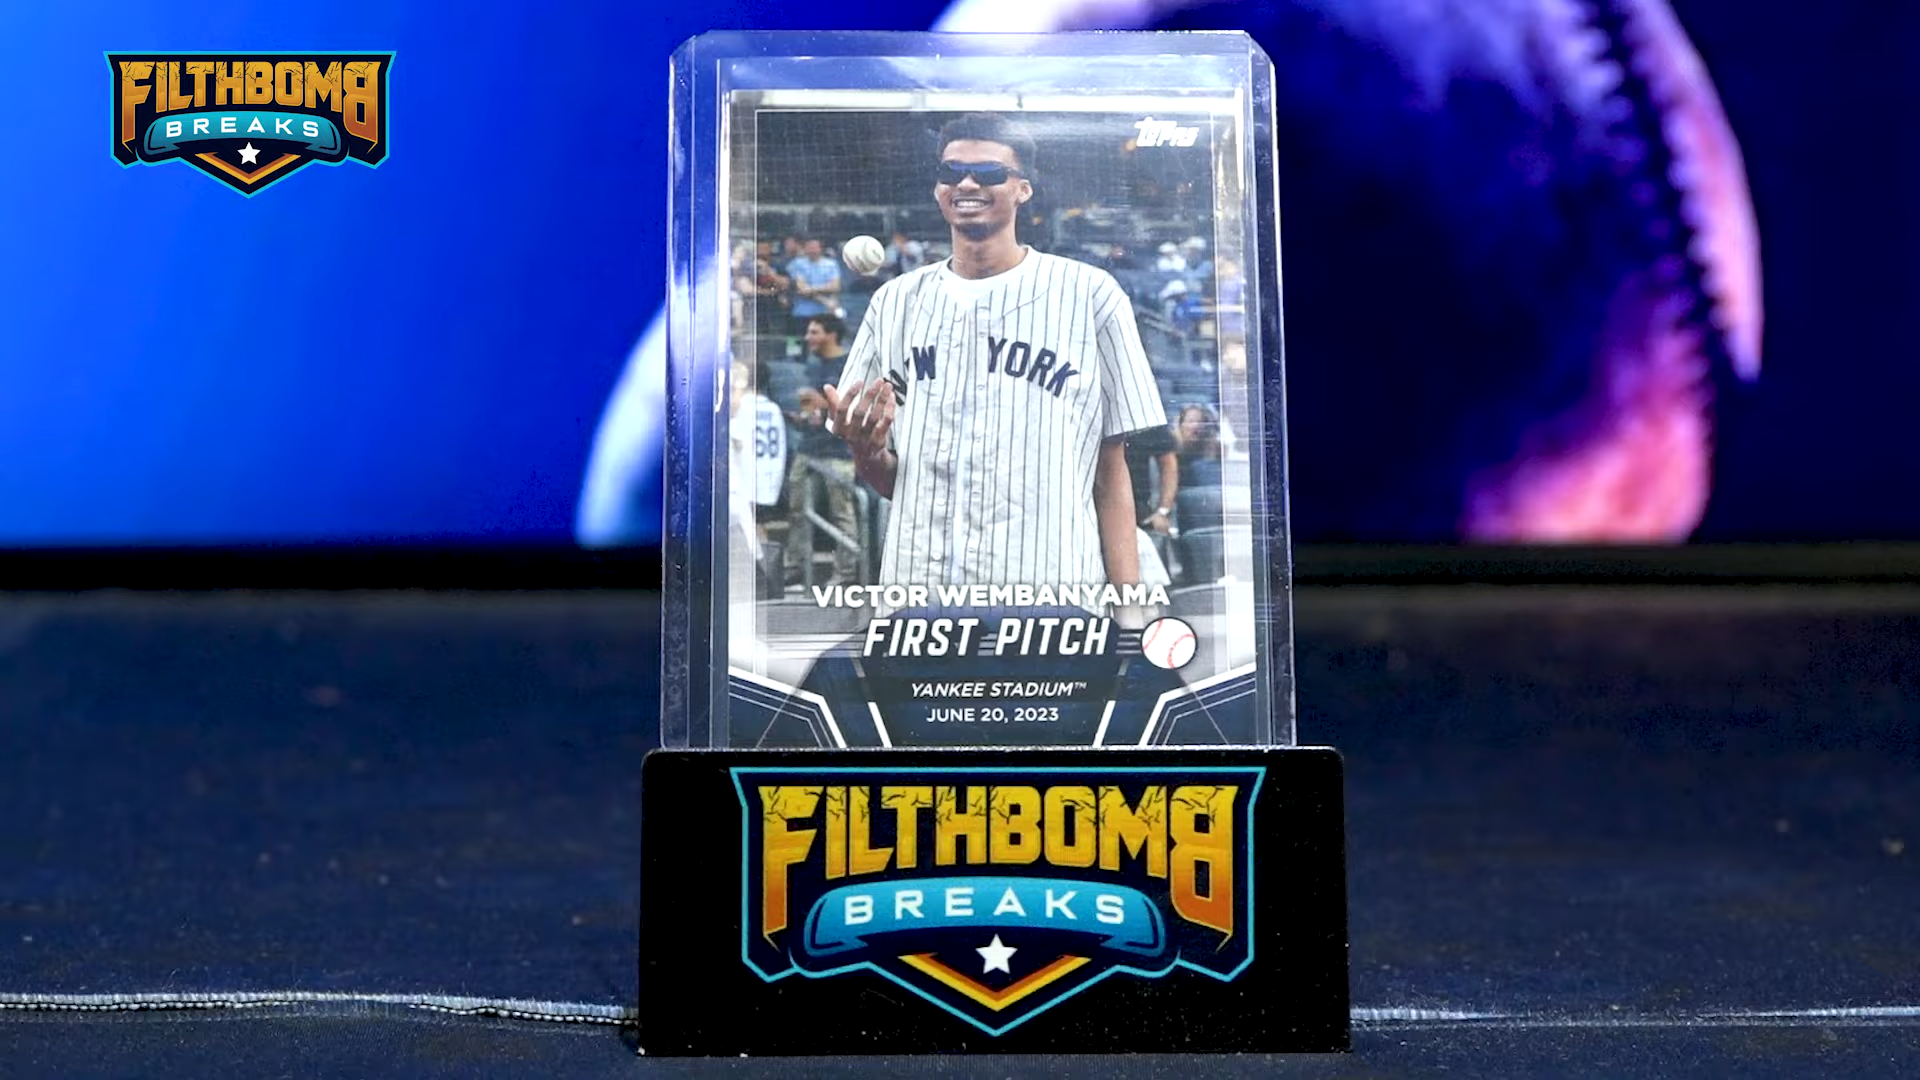 FILTHBOMB
BREAKS
Topps
NEW YORK
68
VICTOR WEMBANYAMA
FIRST PITCH
YANKEE STADIUM™
JUNE 20, 2023
FILTHBOMB
BREAKS